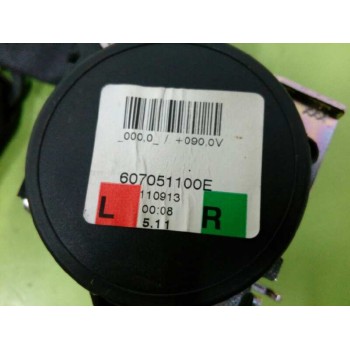 _000,0_ / +090,0V
607051100E
110913
L 00:08 R
5.11